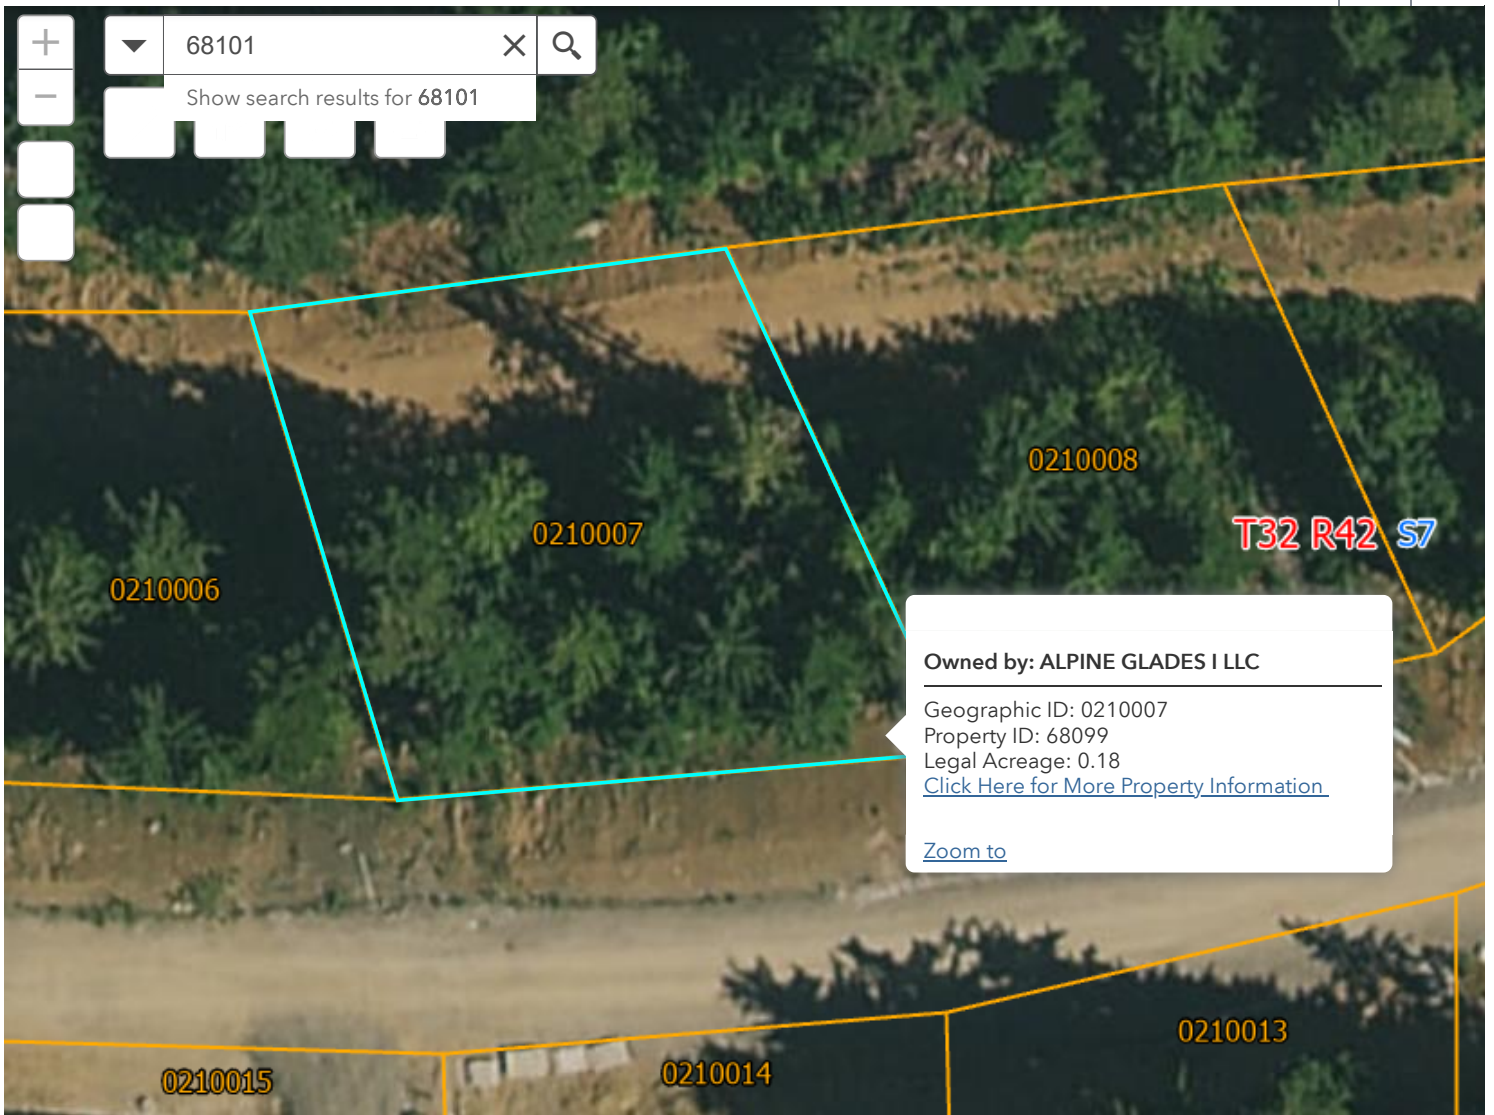 68101
Show search results for 68101
0210008
0210007
T32 R42 S7
0210006
Owned by: ALPINE GLADES I LLC
Geographic ID: 0210007
Property ID: 68099
Legal Acreage: 0.18
Click Here for More Property Information
Zoom to
0210013
0210014
0210015